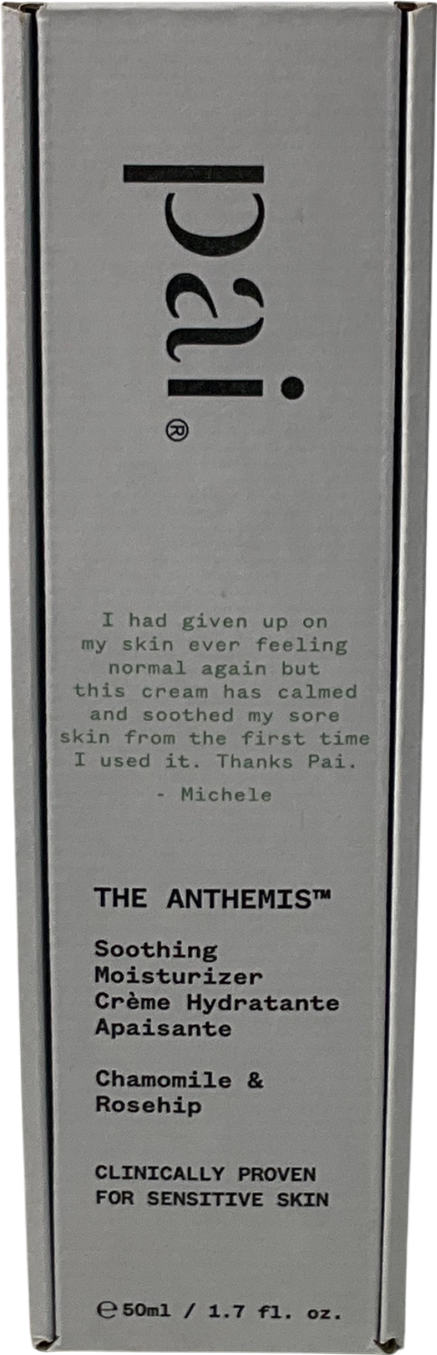 pai®
I had given up on
my skin ever feeling
normal again but
this cream has calmed
and soothed my sore
skin from the first time
I used it. Thanks Pai.
- Michele
THE ANTHEMIS™
Soothing
Moisturizer
Crème Hydratante
Apaisante
Chamomile &
Rosehip
CLINICALLY PROVEN
FOR SENSITIVE SKIN
℮50ml / 1.7 fl. oz.